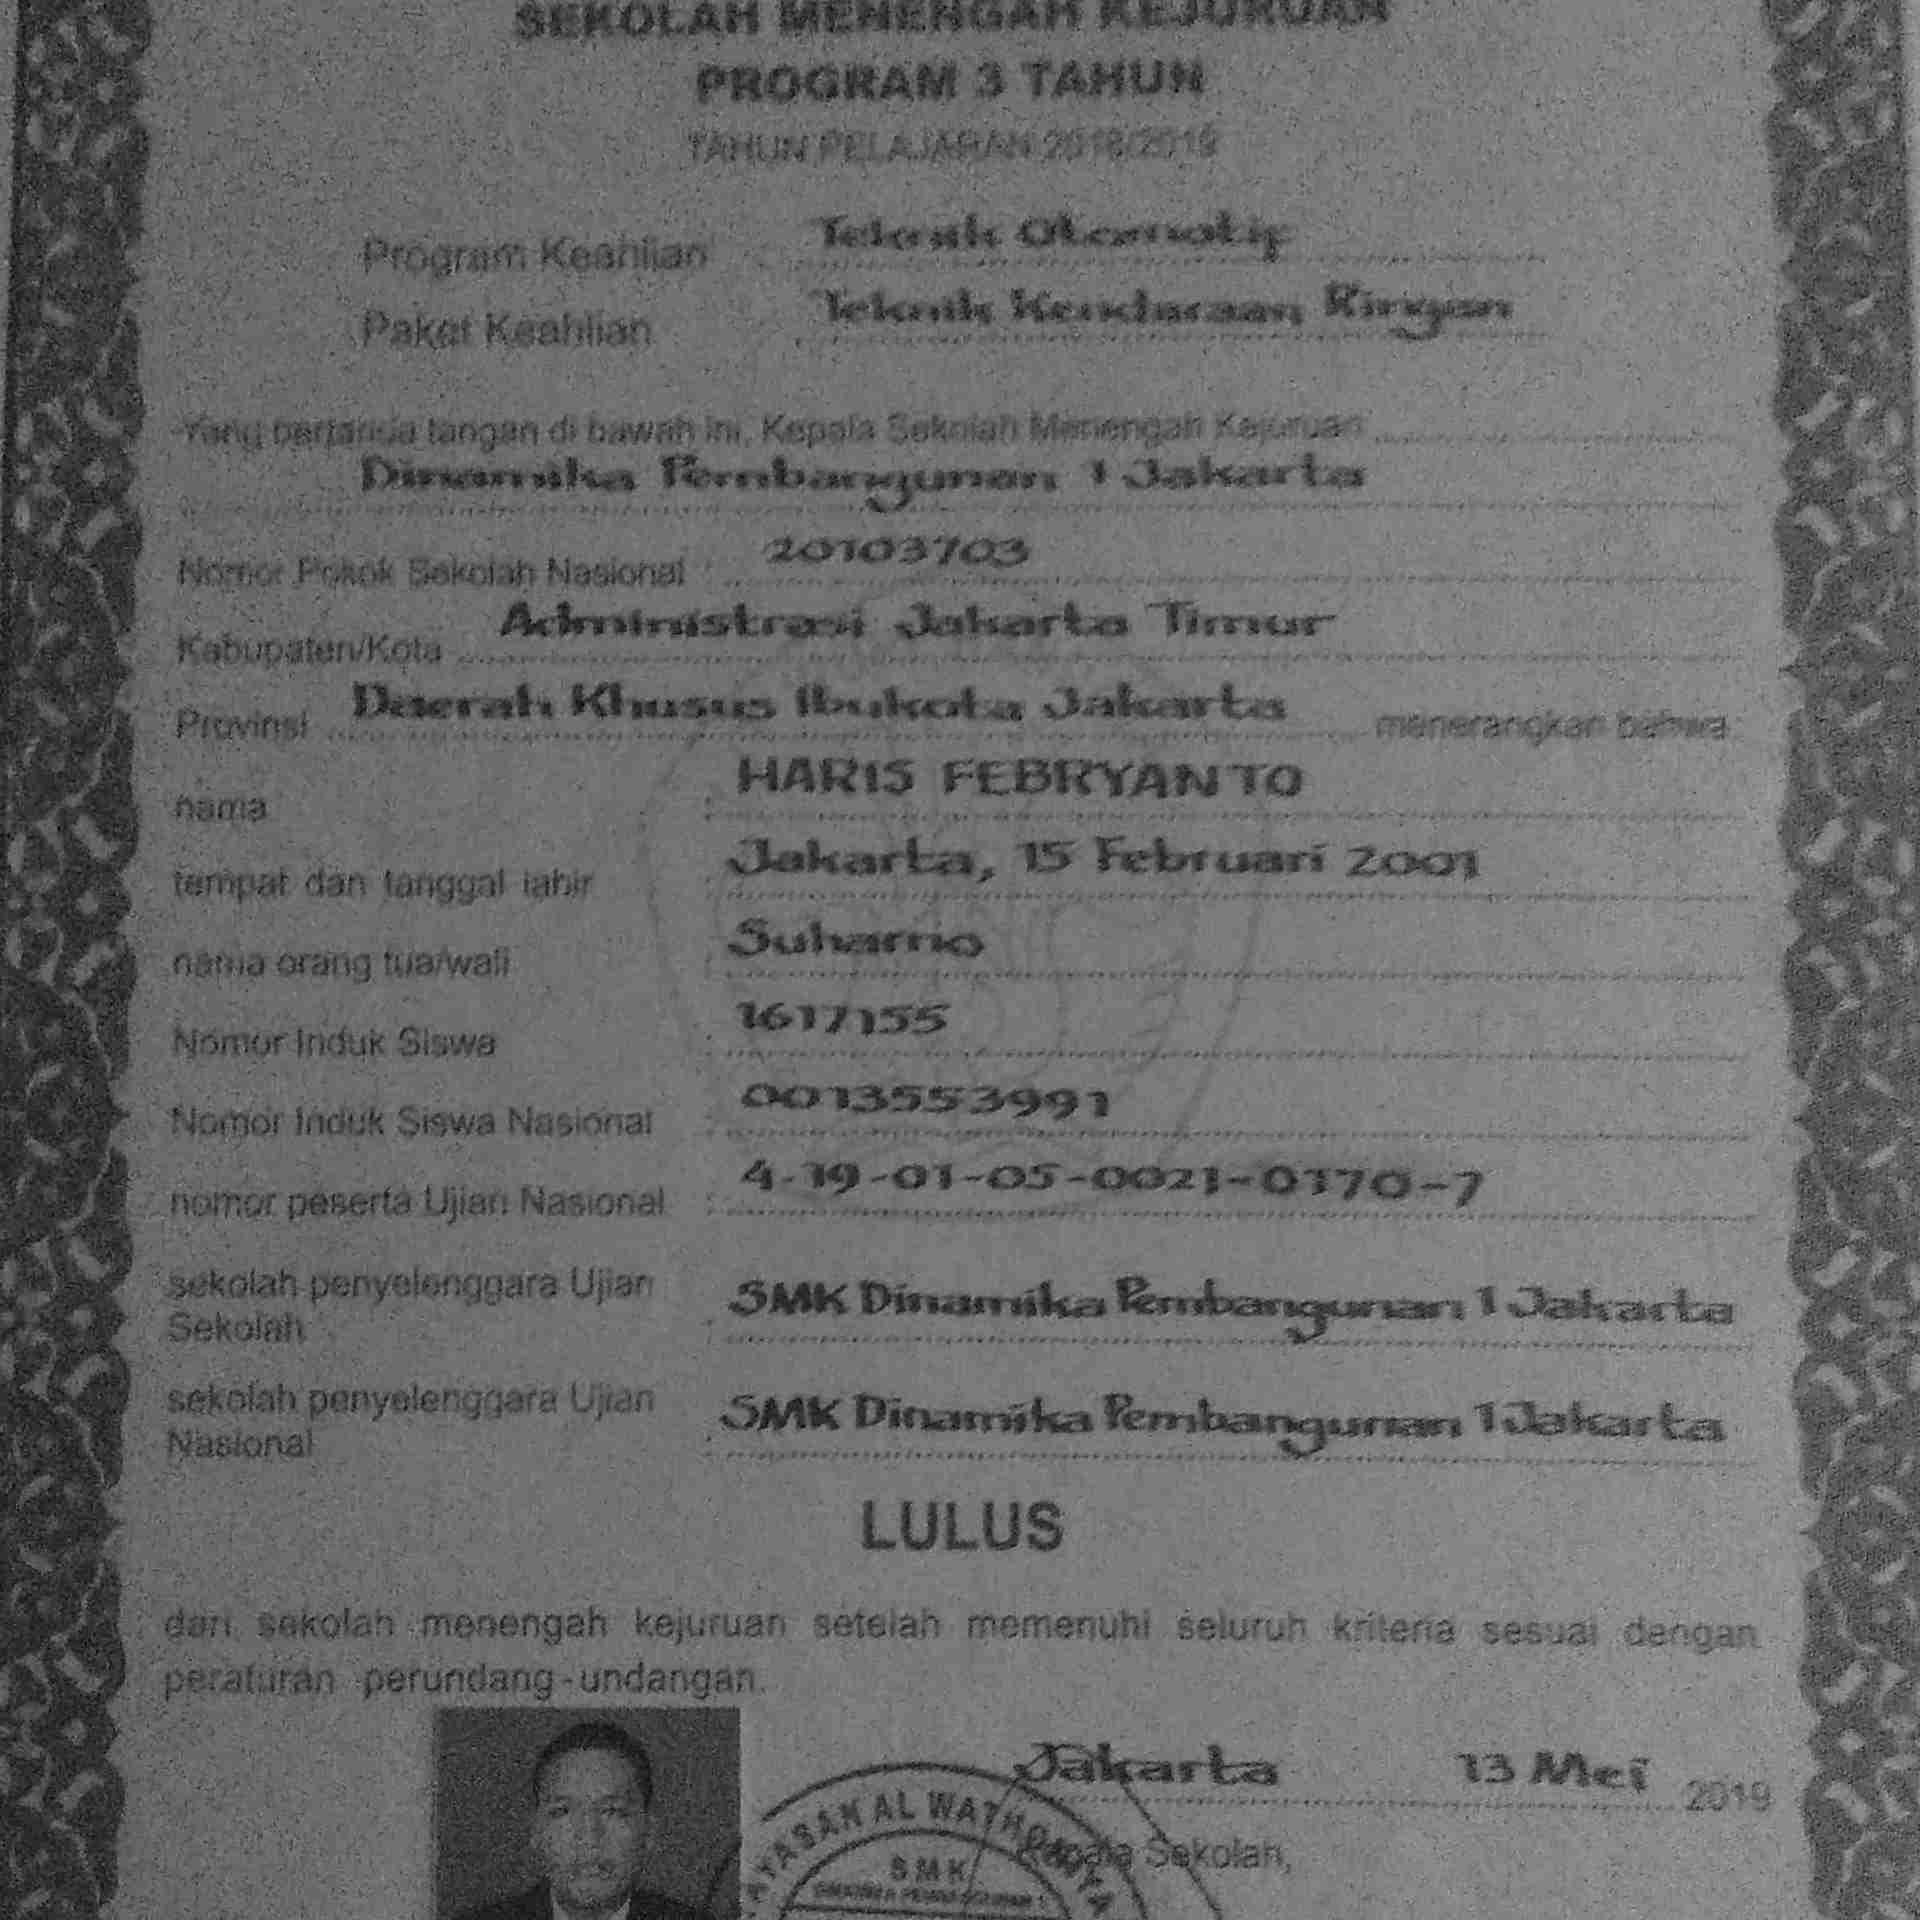 SEKOLAH MENENGAH KEJURUAN
PROGRAM 3 TAHUN
TAHUN PELAJARAN 2018/2019
Program Keahlian : Teknik Otomotif
Paket Keahlian : Teknik Kendaraan Ringan
Yang bertanda tangan di bawah ini, Kepala Sekolah Menengah Kejuruan
Dinamika Pembangunan 1 Jakarta
Nomor Pokok Sekolah Nasional : 20103703
Kabupaten/Kota Administrasi Jakarta Timur
Provinsi Daerah Khusus Ibukota Jakarta menerangkan bahwa
nama : HARIS FEBRYANTO
tempat dan tanggal lahir : Jakarta, 15 Februari 2001
nama orang tua/wali : Suharno
Nomor Induk Siswa : 1617155
Nomor Induk Siswa Nasional : 0013553991
nomor peserta Ujian Nasional : 4-19-01-05-0021-0170-7
sekolah penyelenggara Ujian
Sekolah : SMK Dinamika Pembangunan 1 Jakarta
sekolah penyelenggara Ujian
Nasional : SMK Dinamika Pembangunan 1 Jakarta
LULUS
dari sekolah menengah kejuruan setelah memenuhi seluruh kriteria sesuai dengan
peraturan perundang-undangan.
Jakarta 13 Mei 2019
Kepala Sekolah,
YAYASAN AL WATHONIYA
SMK